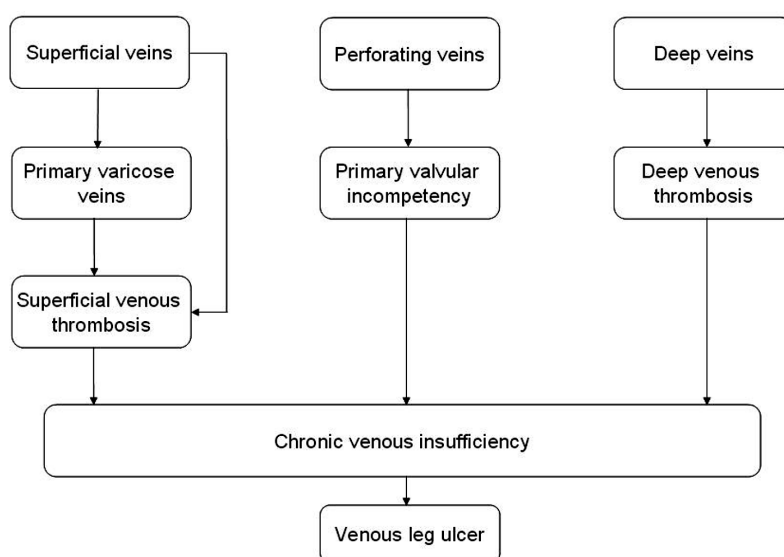 Superficial veins
Perforating veins
Deep veins
Primary varicose
veins
Primary valvular
incompetency
Deep venous
thrombosis
Superficial venous
thrombosis
Chronic venous insufficiency
Venous leg ulcer